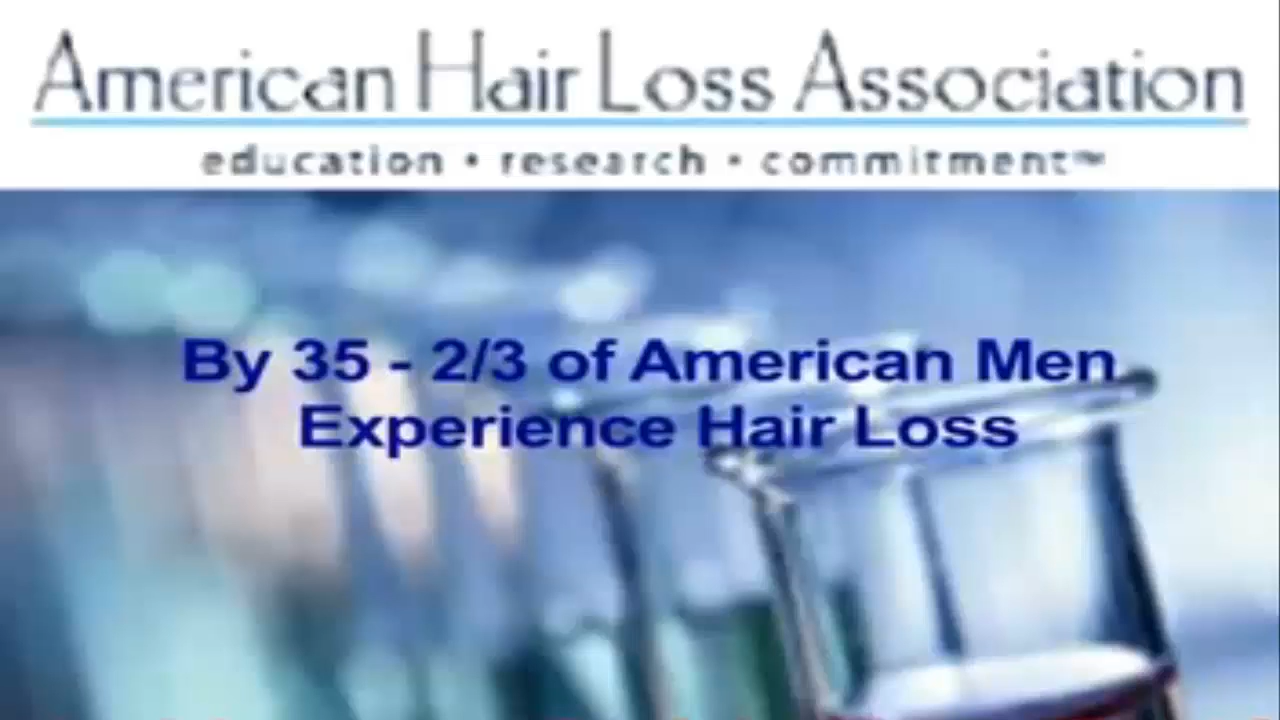 American Hair Loss Association
education • research • commitment™
By 35 - 2/3 of American Men
Experience Hair Loss